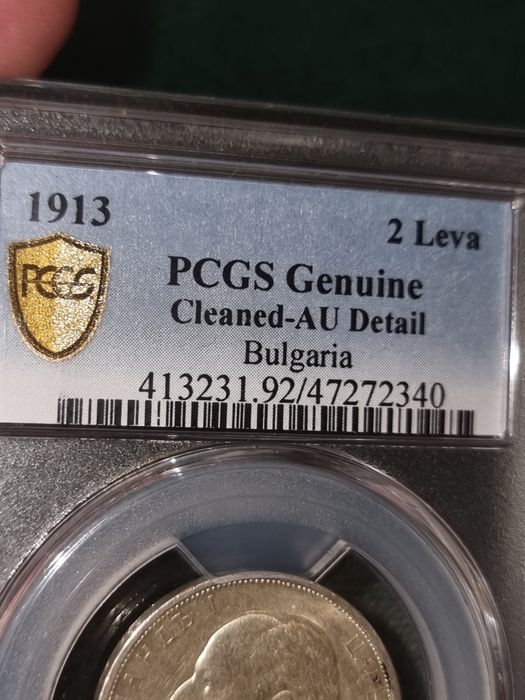 1913
2 Leva
PCGS
PCGS Genuine
Cleaned-AU Detail
Bulgaria
413231.92/47272340